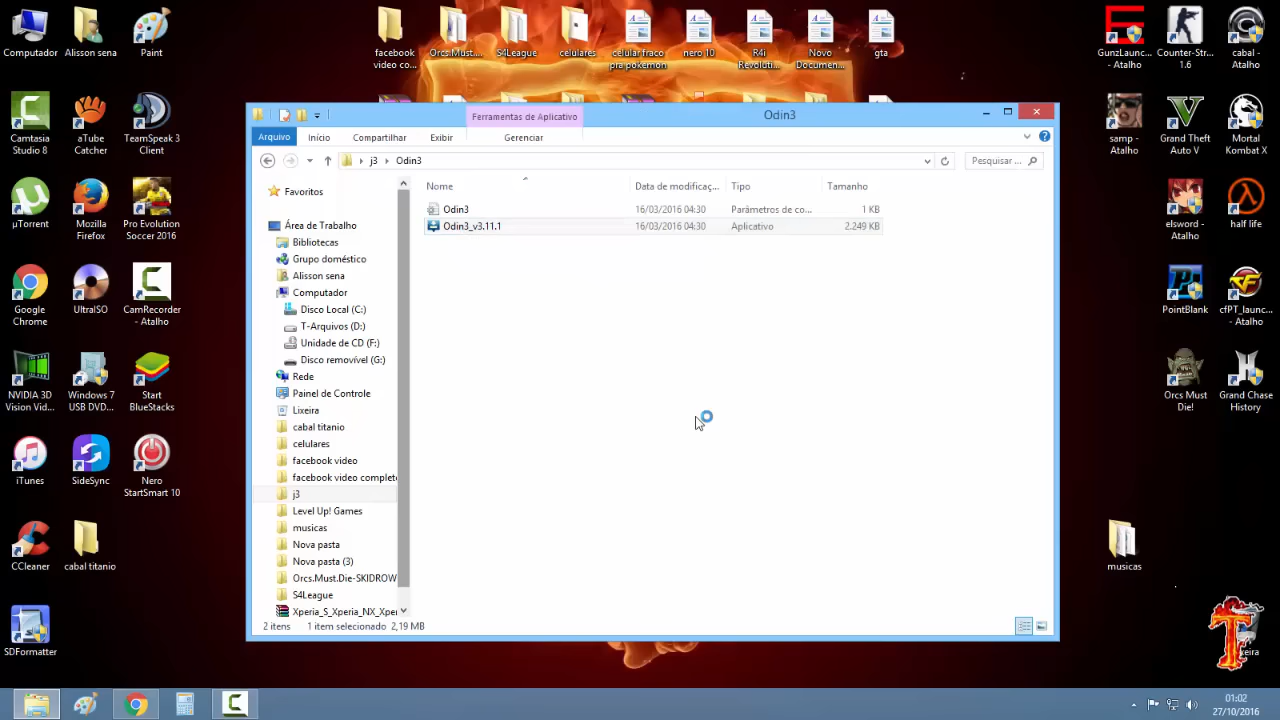 Computador
Alisson sena
Paint
facebook
video co...
Orcs.Must....
S4League
celulares
celular fraco
pra pokemon
nero 10
R4i
Revoluti...
Novo
Documen...
gta
GunzLaunc...
- Atalho
Counter-Str...
1.6
cabal -
Atalho
Camtasia
Studio 8
aTube
Catcher
TeamSpeak 3
Client
samp -
Atalho
Grand Theft
Auto V
Mortal
Kombat X
µTorrent
Mozilla
Firefox
Pro Evolution
Soccer 2016
elsword -
Atalho
half life
Google
Chrome
UltraISO
CamRecorder
- Atalho
PointBlank
cfPT_launc...
- Atalho
NVIDIA 3D
Vision Vid...
Windows 7
USB DVD...
Start
BlueStacks
Orcs Must
Die!
Grand Chase
History
iTunes
SideSync
Nero
StartSmart 10
CCleaner
cabal titanio
musicas
SDFormatter
Ferramentas de Aplicativo
Odin3
Arquivo
Início
Compartilhar
Exibir
Gerenciar
j3
Odin3
Pesquisar ...
Nome
Data de modificaç...
Tipo
Tamanho
Odin3 16/03/2016 04:30 Parâmetros de co... 1 KB
Odin3_v3.11.1 16/03/2016 04:30 Aplicativo 2.249 KB
Favoritos
Área de Trabalho
Bibliotecas
Grupo doméstico
Alisson sena
Computador
Disco Local (C:)
T-Arquivos (D:)
Unidade de CD (F:)
Disco removível (G:)
Rede
Painel de Controle
Lixeira
cabal titanio
celulares
facebook video
facebook video complete
j3
Level Up! Games
musicas
Nova pasta
Nova pasta (3)
Orcs.Must.Die-SKIDROW
S4League
Xperia_S_Xperia_NX_Xper
2 itens 1 item selecionado 2,19 MB
01:02
27/10/2016